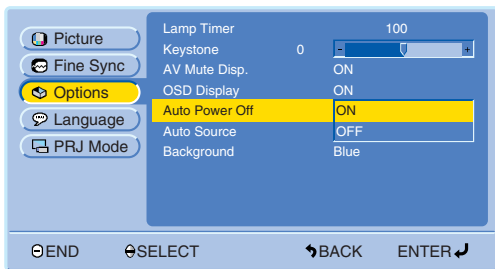 Picture
Fine Sync
Options
Language
PRJ Mode
Lamp Timer 100
Keystone 0 - +
AV Mute Disp. ON
OSD Display ON
Auto Power Off ON
Auto Source OFF
Background Blue
END SELECT BACK ENTER